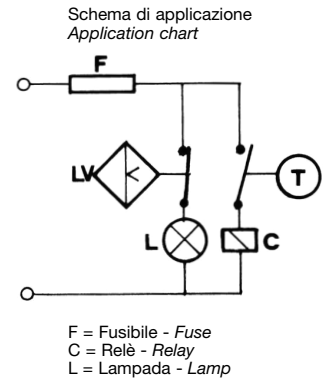 Schema di applicazione
Application chart
F
LV
<
T
L
C
F = Fusibile - Fuse
C = Relè - Relay
L = Lampada - Lamp